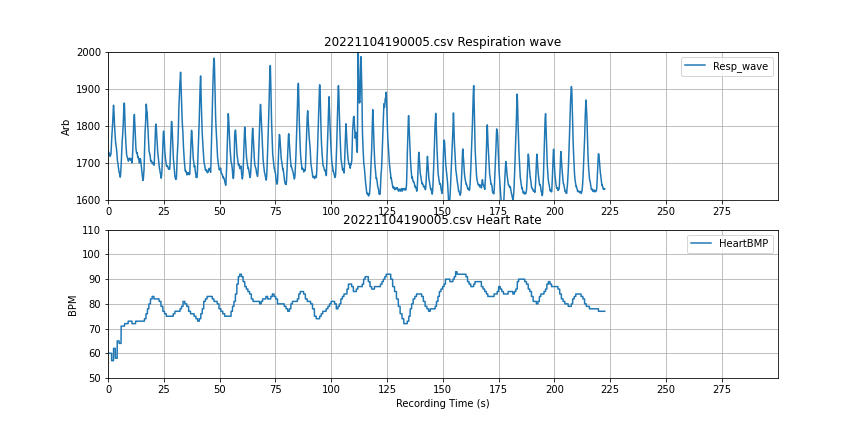 20221104190005.csv Respiration wave
2000
1900
1800
1700
1600
Arb
Resp_wave
0 25 50 75 100 125 150 175 200 225 250 275
20221104190005.csv Heart Rate
110
100
90
80
70
60
50
BPM
HeartBMP
0 25 50 75 100 125 150 175 200 225 250 275
Recording Time (s)